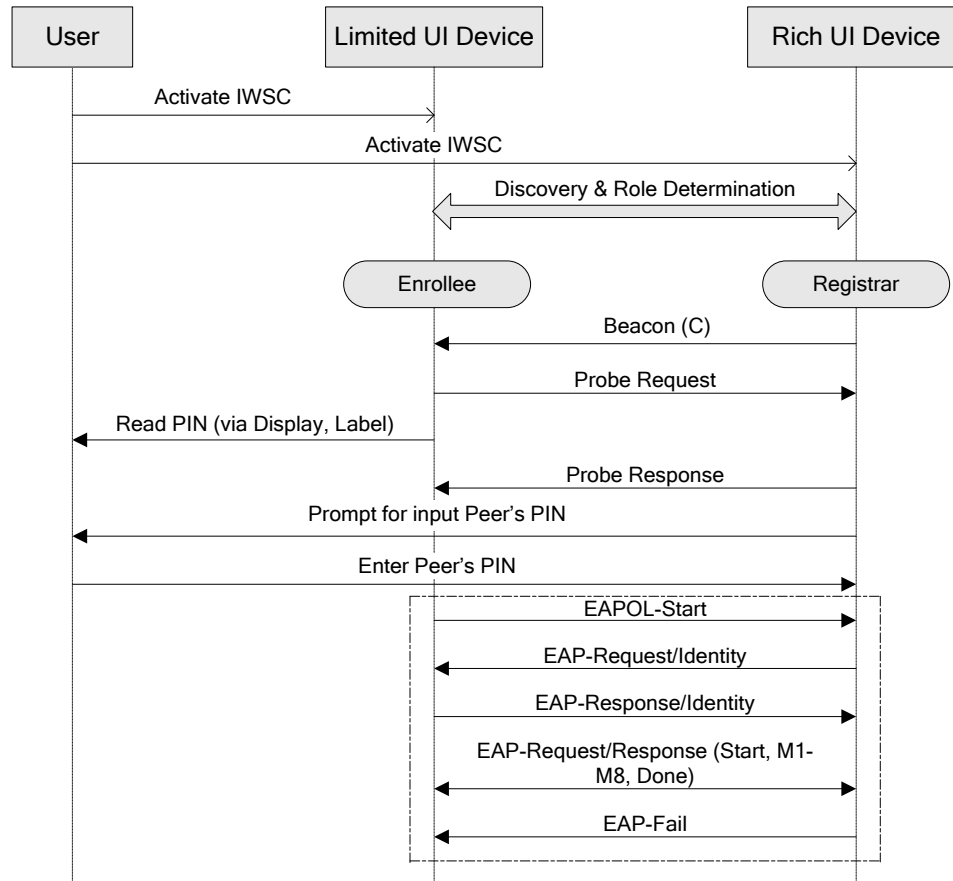 User
Limited UI Device
Rich UI Device
Activate IWSC
Activate IWSC
Discovery & Role Determination
Enrollee
Registrar
Beacon (C)
Probe Request
Read PIN (via Display, Label)
Probe Response
Prompt for input Peer’s PIN
Enter Peer’s PIN
EAPOL-Start
EAP-Request/Identity
EAP-Response/Identity
EAP-Request/Response (Start, M1-
M8, Done)
EAP-Fail